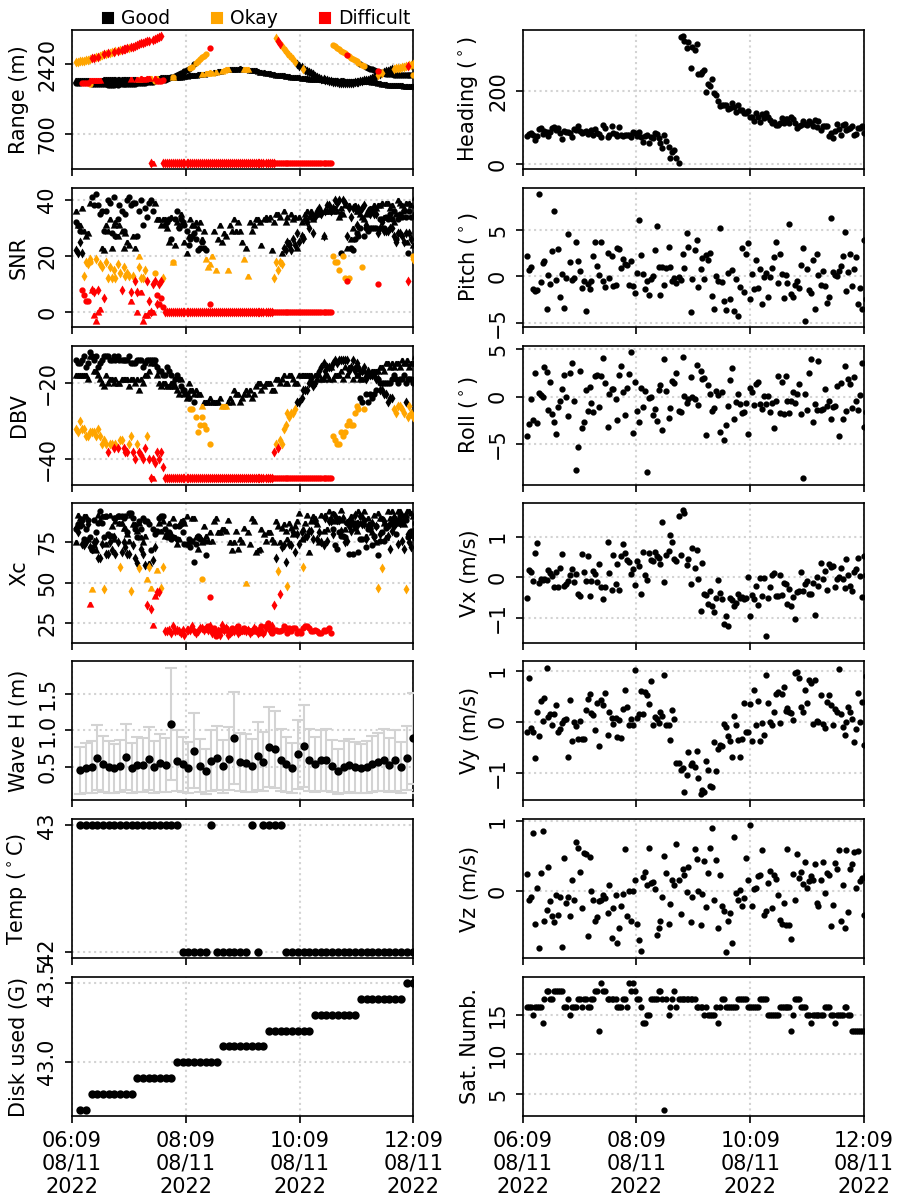 Good Okay Difficult
Range (m)
2420
700
Heading (°)
200
0
SNR
40
20
0
Pitch (°)
5
0
−5
DBV
−20
−40
Roll (°)
5
0
−5
Xc
75
50
25
Vx (m/s)
1
0
−1
Wave H (m)
1.5
1.0
0.5
Vy (m/s)
1
0
−1
Temp (°C)
43
42
Vz (m/s)
1
0
Disk used (G)
43.5
43.0
Sat. Numb.
15
10
5
06:09 08:09 10:09 12:09
08/11 08/11 08/11 08/11
2022 2022 2022 2022
06:09 08:09 10:09 12:09
08/11 08/11 08/11 08/11
2022 2022 2022 2022